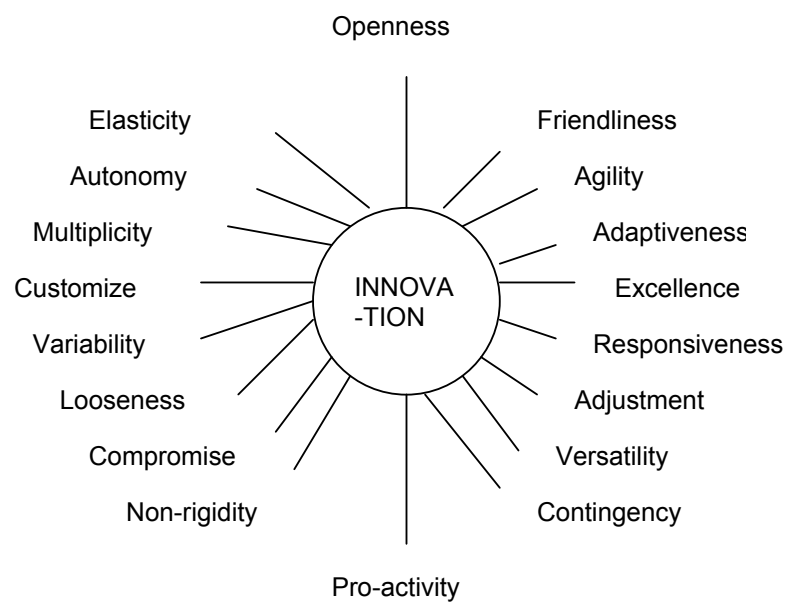 Openness
Elasticity
Friendliness
Autonomy
Agility
Multiplicity
Adaptiveness
Customize
INNOVA
-TION
Excellence
Variability
Responsiveness
Looseness
Adjustment
Compromise
Versatility
Non-rigidity
Contingency
Pro-activity